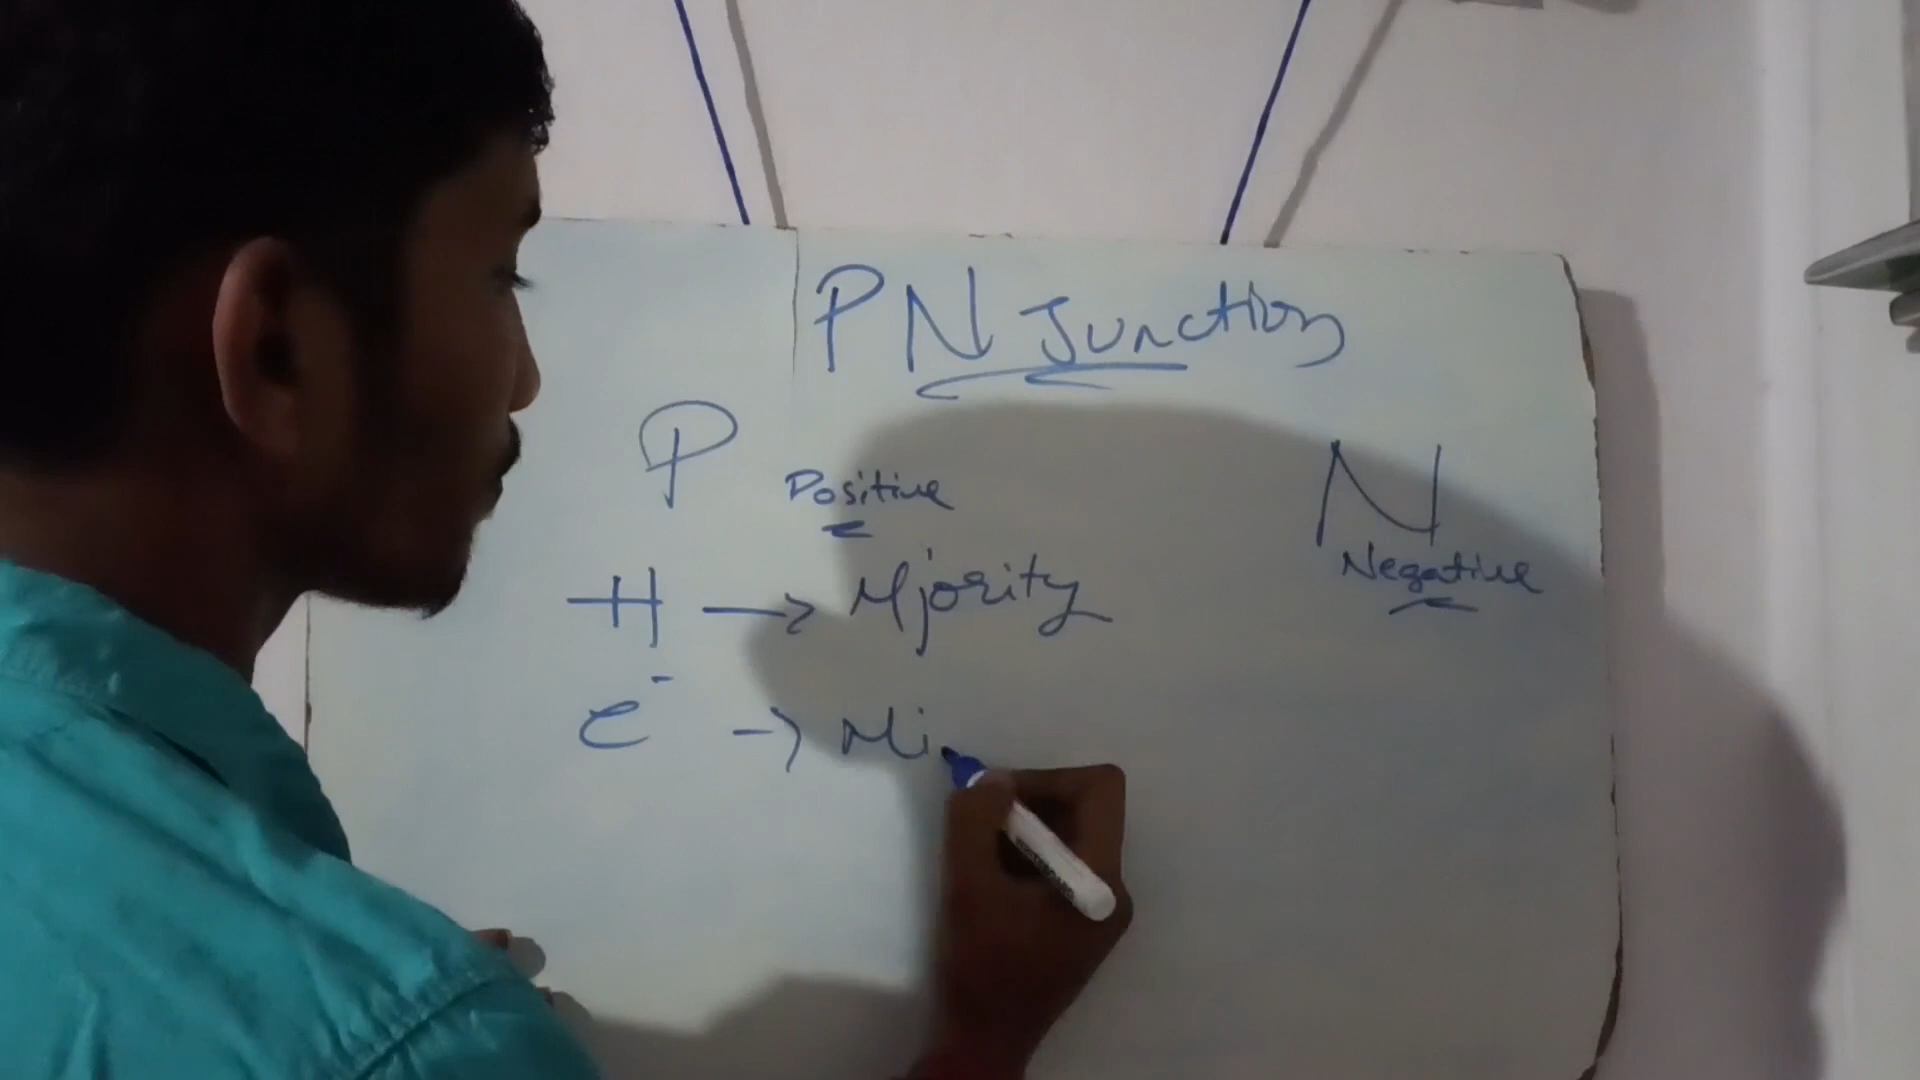 PN Junction
P Positive
N
Negative
H → Mjority
e⁻ → Mi